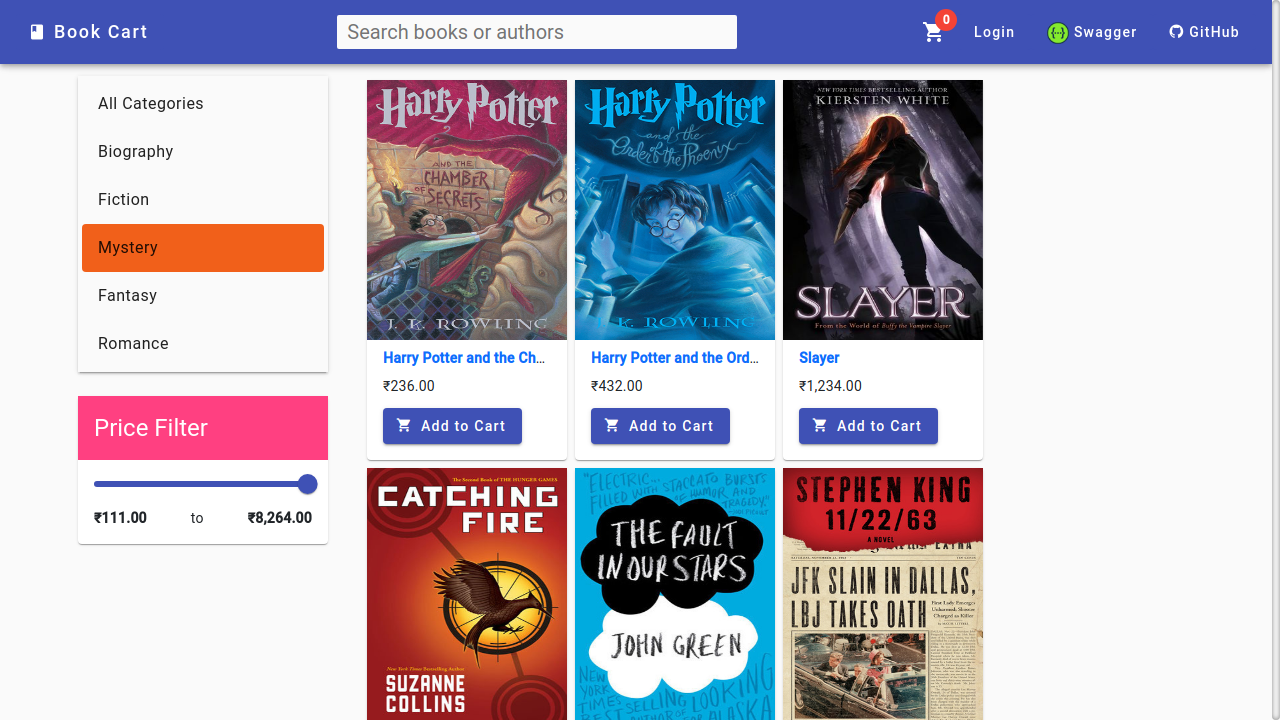 Book Cart
Search books or authors
0
Login
Swagger
GitHub
All Categories
Biography
Fiction
Mystery
Fantasy
Romance
Price Filter
₹111.00
to
₹8,264.00
Harry Potter
AND THE
CHAMBER
OF SECRETS
J. K. ROWLING
Harry Potter and the Ch...
₹236.00
Add to Cart
Harry Potter
and the
Order of the Phoenix
K. ROWLING
Harry Potter and the Ord...
₹432.00
Add to Cart
NEW YORK TIMES BESTSELLING AUTHOR
KIERSTEN WHITE
SLAYER
From the World of Buffy the Vampire Slayer
Slayer
₹1,234.00
Add to Cart
The Second Book of THE HUNGER GAMES
CATCHING
FIRE
New York Times Bestselling Author
SUZANNE
COLLINS
"ELECTRIC...
FILLED WITH STACCATO BURSTS
OF HUMOR AND
TRAGEDY."
THE FAULT
IN OUR STARS
JOHN GREEN
NEW
YORK
TIMES
STEPHEN KING
11/22/63
A NOVEL
EXTRA
JFK SLAIN IN DALLAS,
LBJ TAKES OATH